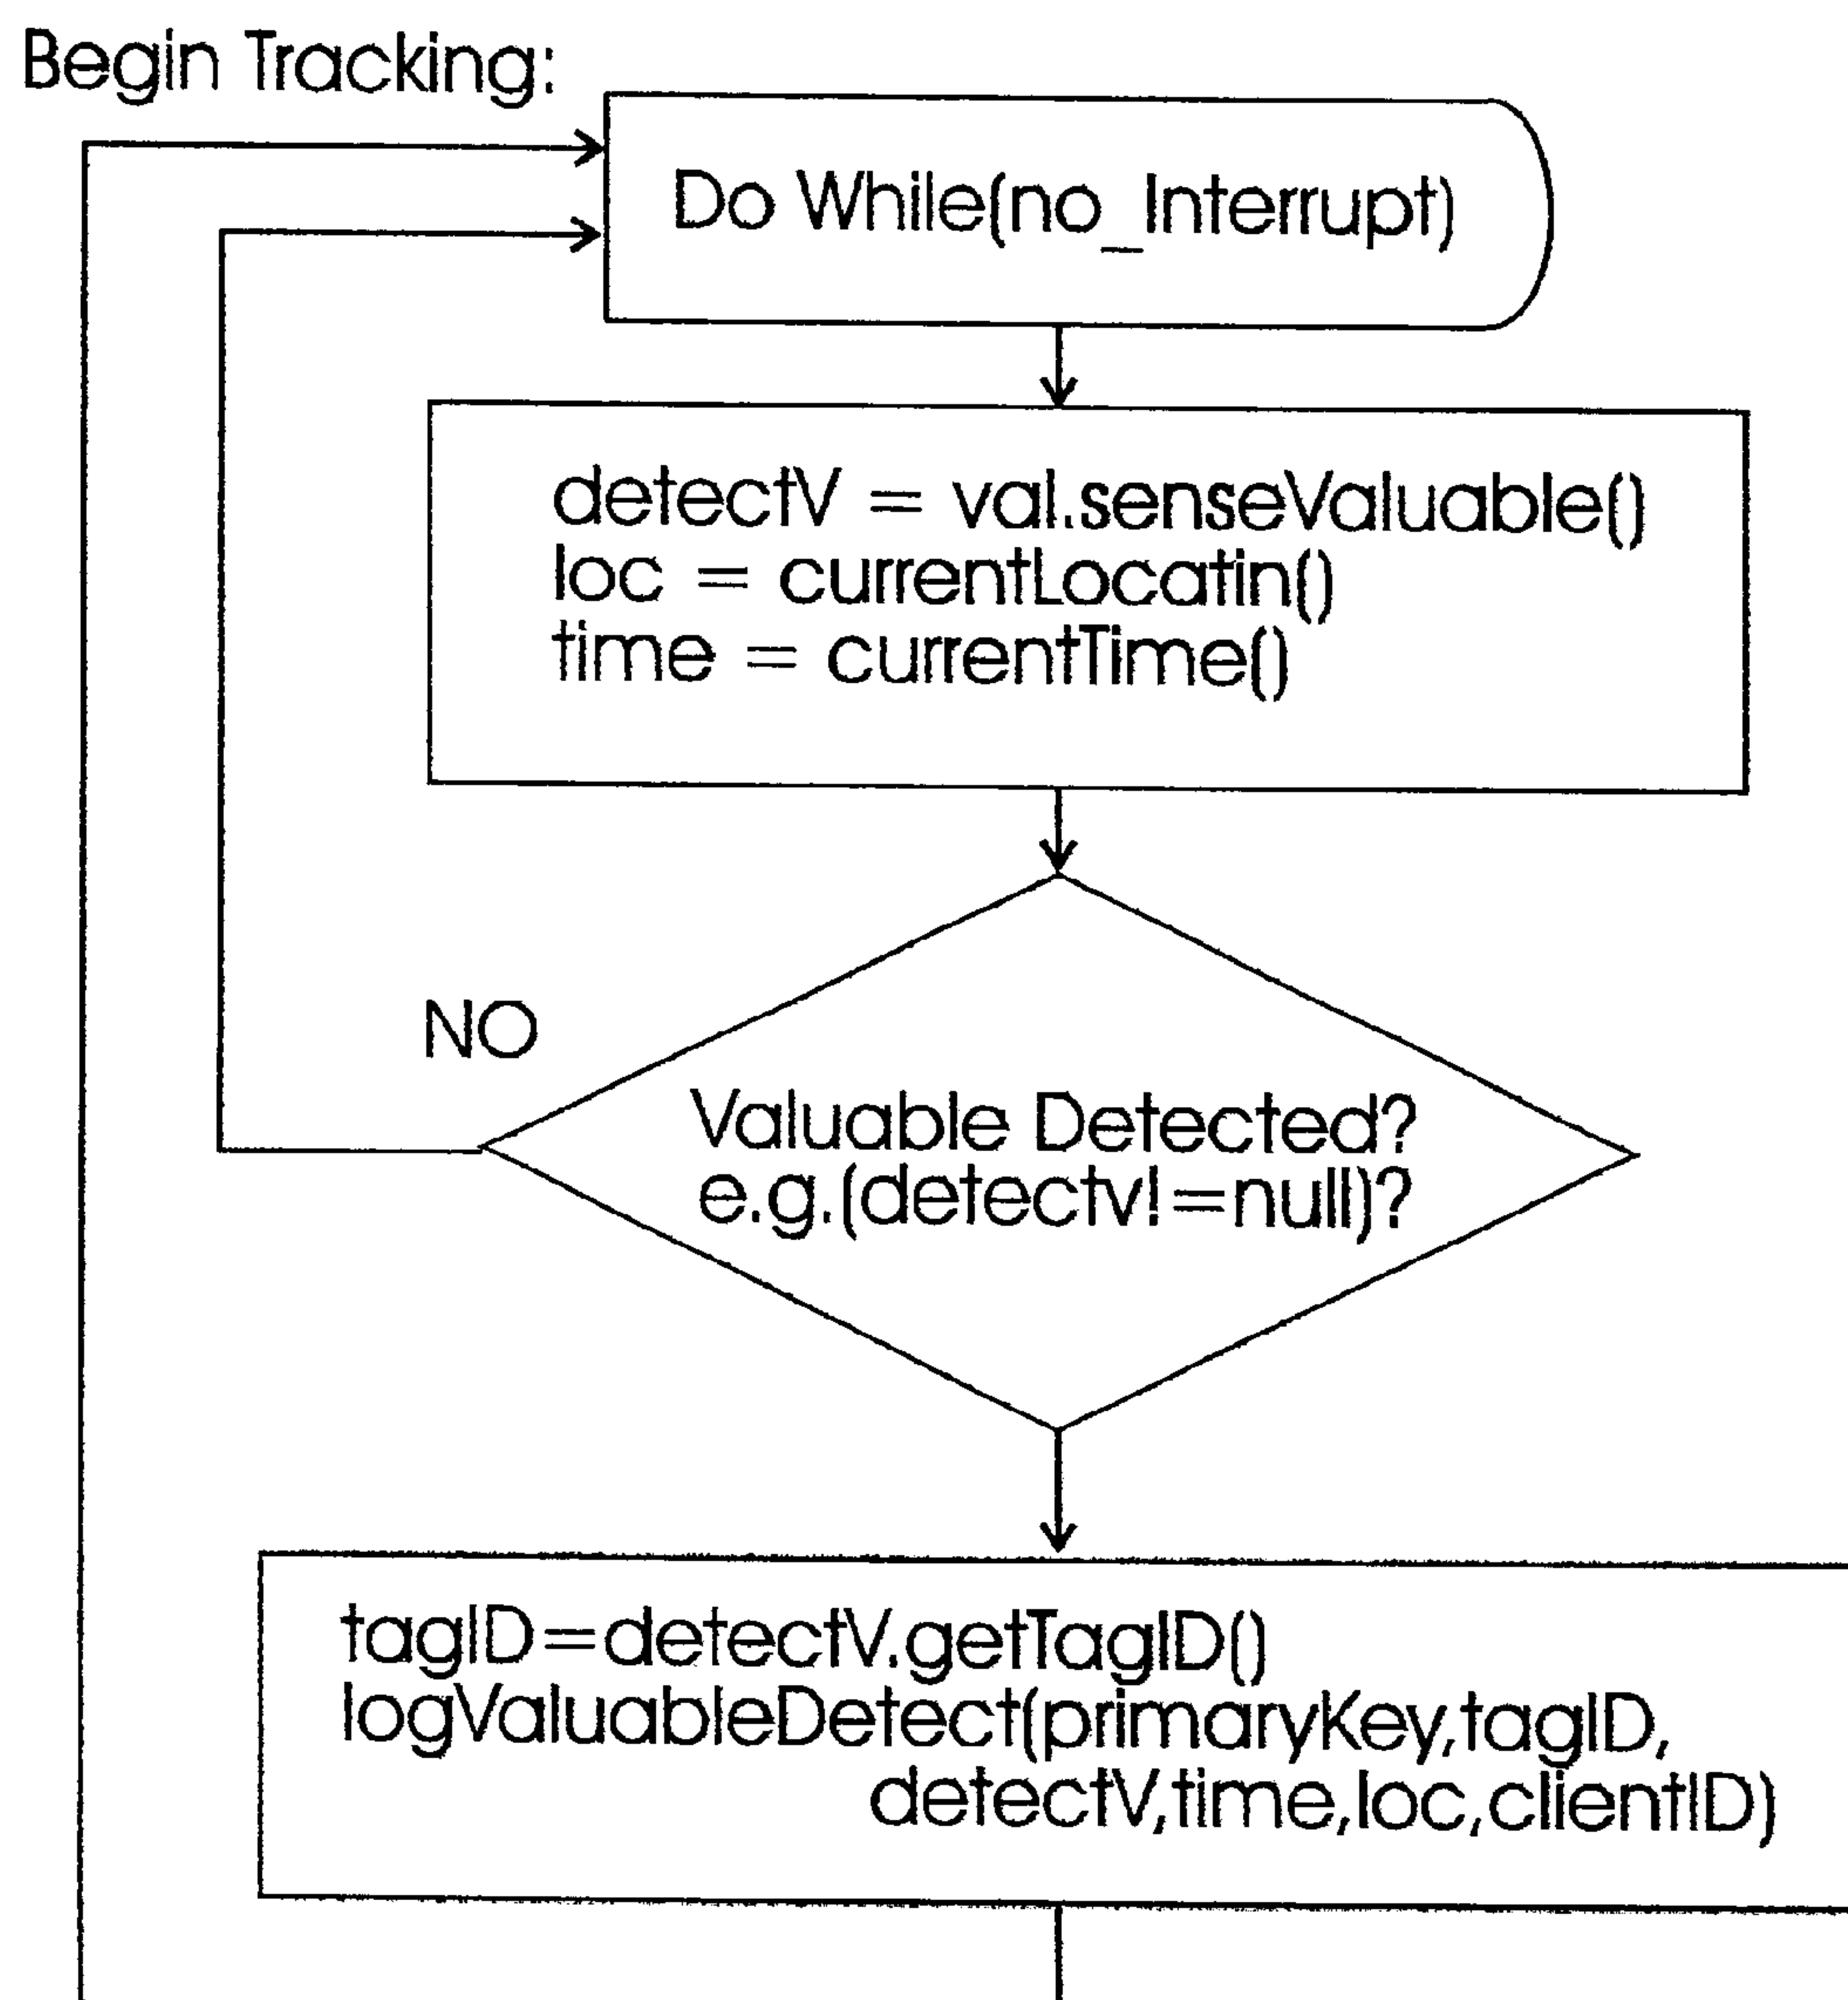 Begin Tracking:
Do While(no_Interrupt)
detectV = val.senseValuable()
loc = currentLocatin()
time = currentTime()
NO
Valuable Detected?
e.g.(detectv!=null)?
tagID=detectV.getTagID()
logValuableDetect(primaryKey,tagID,
detectV,time,loc,clientID)